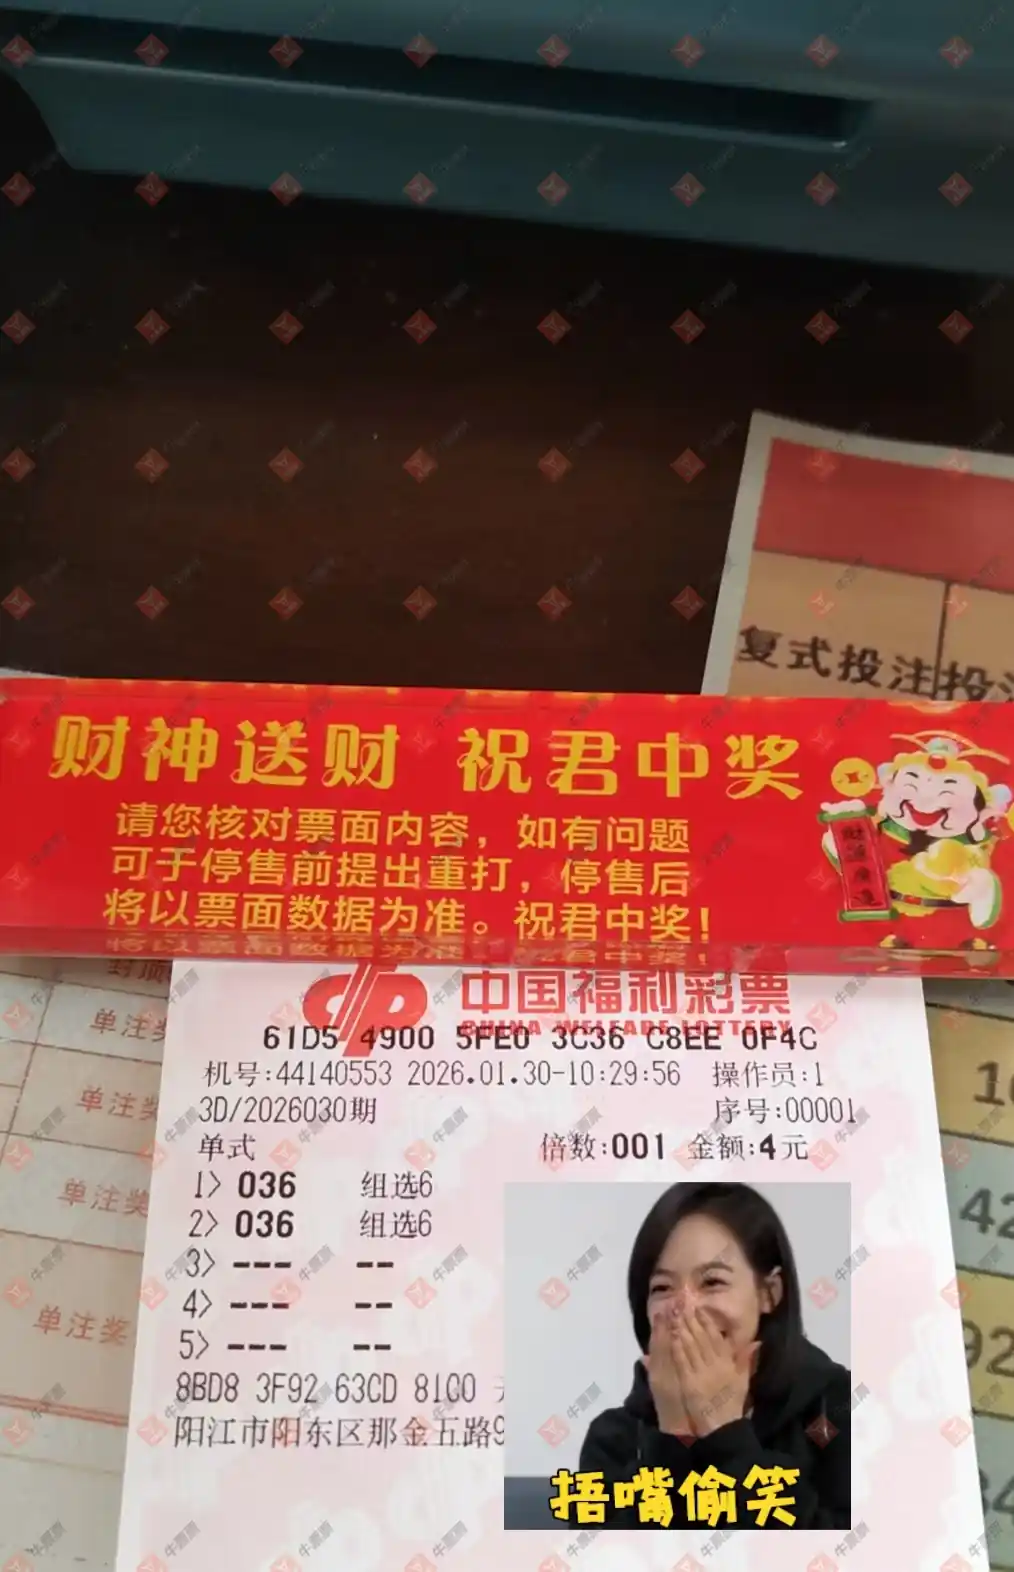 复式投注 投
财神送财 祝君中奖
请您核对票面内容，如有问题
可于停售前提出重打，停售后
将以票面数据为准。祝君中奖！
中国福利彩票
CHINA WELFARE LOTTERY
61D5 4900 5FE0 3C36 C8EE 0F4C
机号:44140553 2026.01.30-10:29:56 操作员:1
3D/2026030期 序号:00001
单式 倍数:001 金额:4元
1> 036 组选6
2> 036 组选6
3> --- --
4> --- --
5> --- --
8BD8 3F92 63CD 81C0
阳江市阳东区那金五路9
捂嘴偷笑
单注奖
单注奖
单注奖
单注奖
牛票票